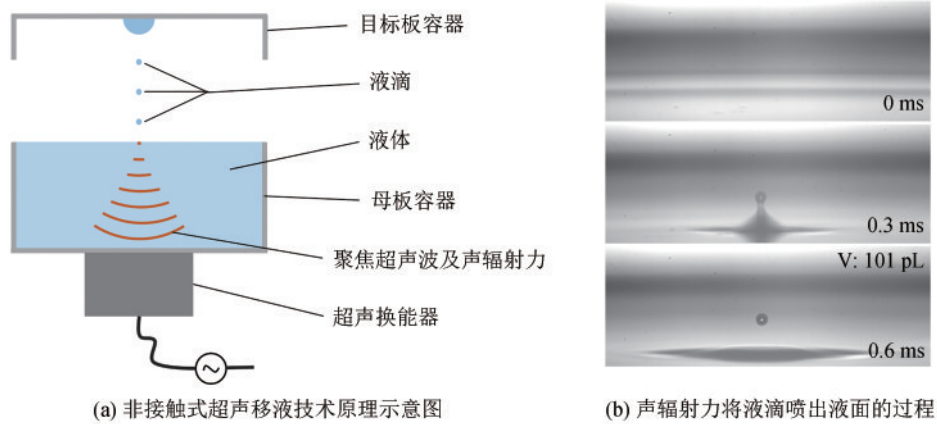 目标板容器
液滴
液体
母板容器
聚焦超声波及声辐射力
超声换能器
(a) 非接触式超声移液技术原理示意图
0 ms
0.3 ms
V: 101 pL
0.6 ms
(b) 声辐射力将液滴喷出液面的过程